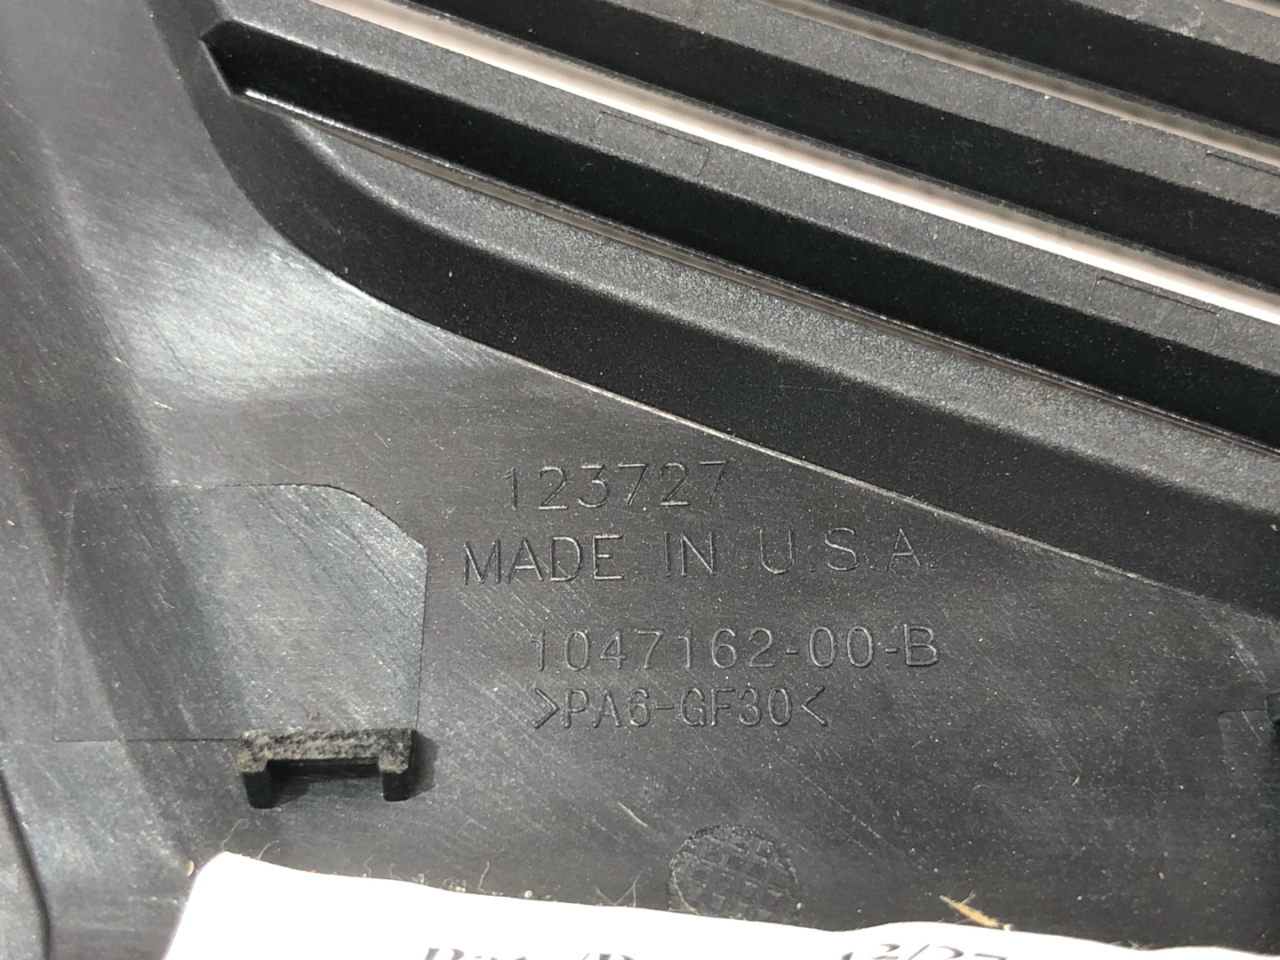 123727
MADE IN U.S.A.
1047162-00-B
>PA6-GF30<